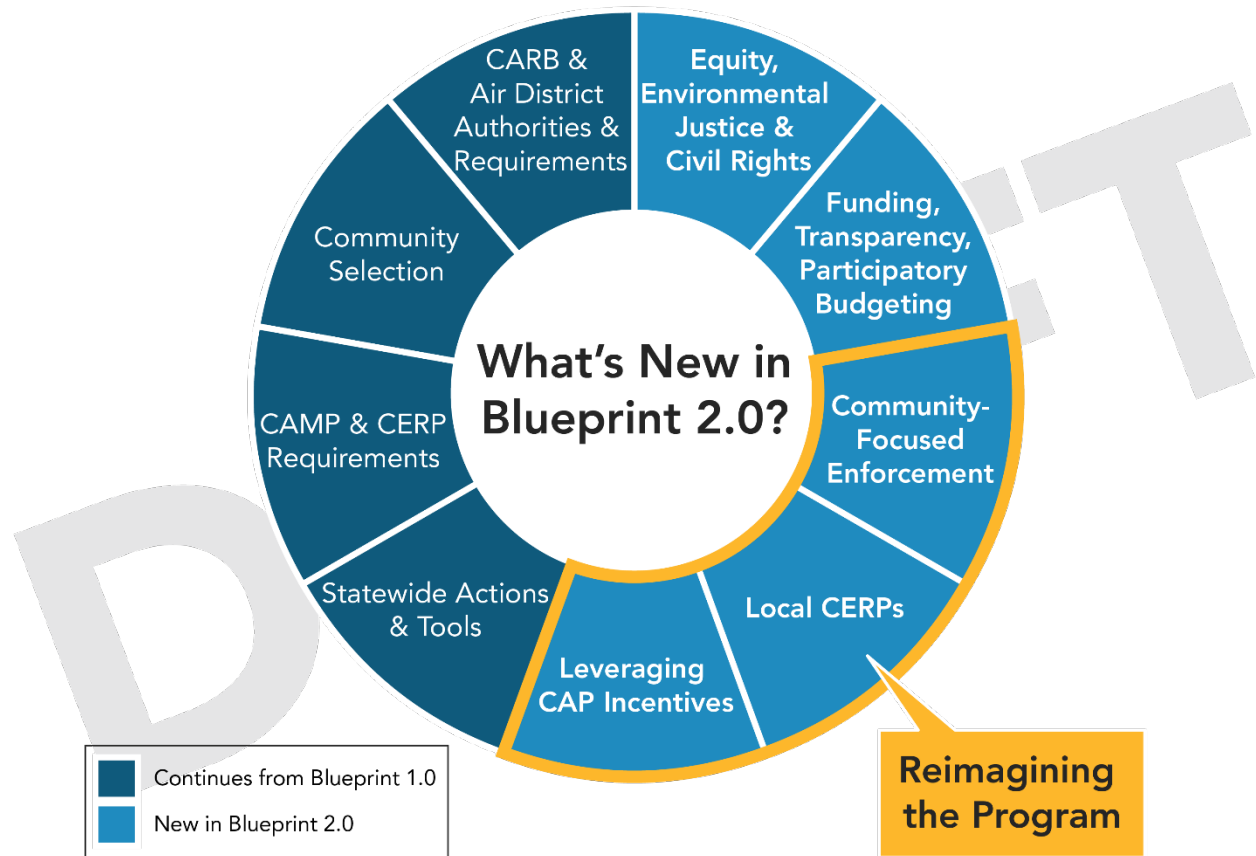 CARB &
Air District
Authorities &
Requirements
Equity,
Environmental
Justice &
Civil Rights
Funding,
Transparency,
Participatory
Budgeting
Community
Selection
What's New in
Blueprint 2.0?
Community-
Focused
Enforcement
CAMP & CERP
Requirements
Statewide Actions
& Tools
Local CERPs
Leveraging
CAP Incentives
Reimagining
the Program
Continues from Blueprint 1.0
New in Blueprint 2.0